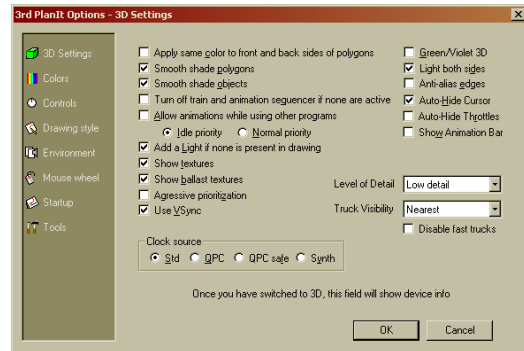 3rd PlanIt Options - 3D Settings
3D Settings
Colors
Controls
Drawing style
Environment
Mouse wheel
Startup
Tools
Apply same color to front and back sides of polygons
Smooth shade polygons
Smooth shade objects
Turn off train and animation sequencer if none are active
Allow animations while using other programs
Idle priority Normal priority
Add a Light if none is present in drawing
Show textures
Show ballast textures
Agressive prioritization
Use VSync
Green/Violet 3D
Light both sides
Anti-alias edges
Auto-Hide Cursor
Auto-Hide Throttles
Show Animation Bar
Level of Detail Low detail
Truck Visibility Nearest
Disable fast trucks
Clock source
Std QPC QPC safe Synth
Once you have switched to 3D, this field will show device info
OK Cancel